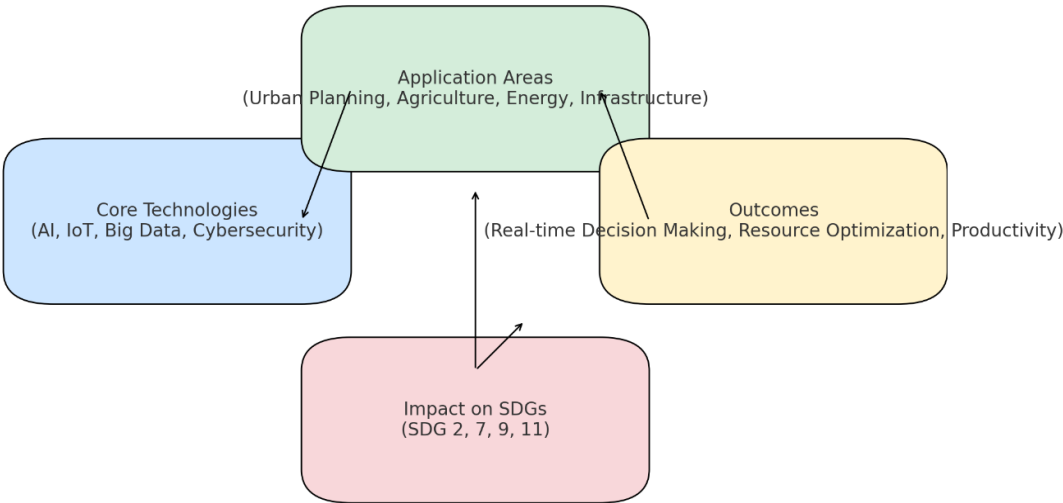 Application Areas
(Urban Planning, Agriculture, Energy, Infrastructure)
Core Technologies
(AI, IoT, Big Data, Cybersecurity)
Outcomes
(Real-time Decision Making, Resource Optimization, Productivity)
Impact on SDGs
(SDG 2, 7, 9, 11)